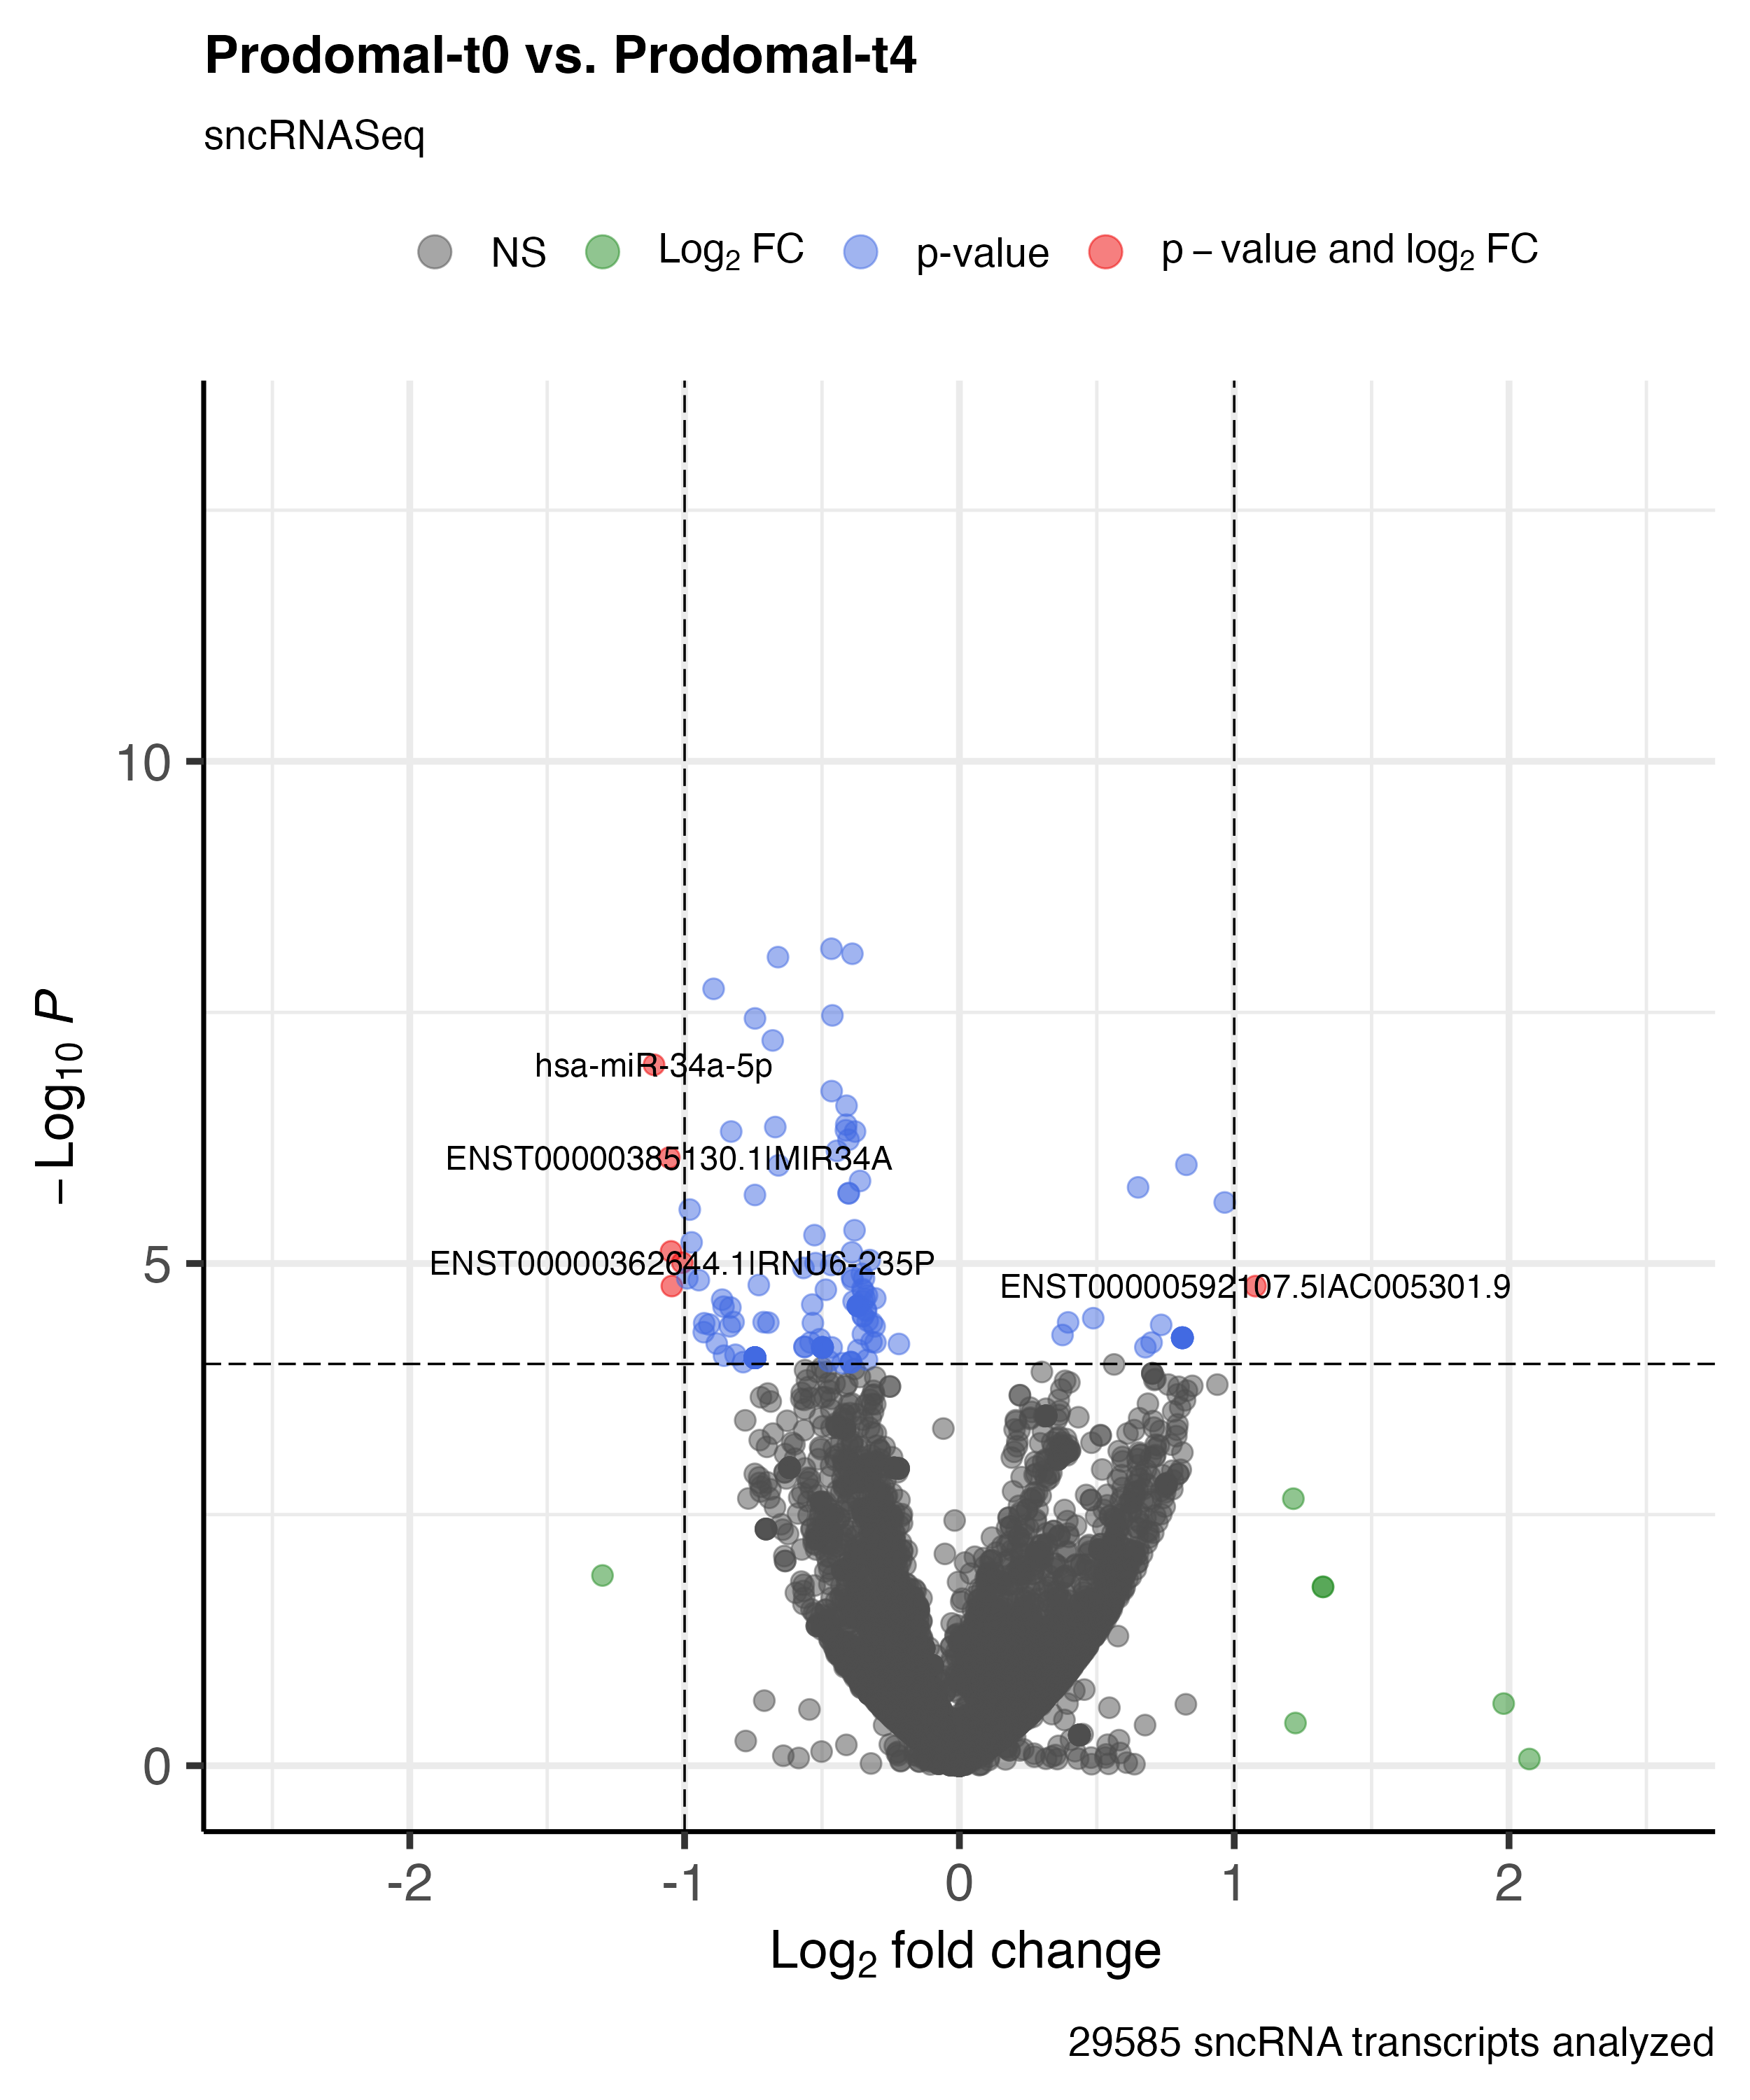 Prodomal-t0 vs. Prodomal-t4
sncRNASeq
NS Log₂ FC p-value p − value and log₂ FC
10
5
0
−Log₁₀ P
hsa-miR-34a-5p
ENST00000385130.1|MIR34A
ENST00000362644.1|RNU6-235P
ENST00000592107.5|AC005301.9
-2 -1 0 1 2
Log₂ fold change
29585 sncRNA transcripts analyzed